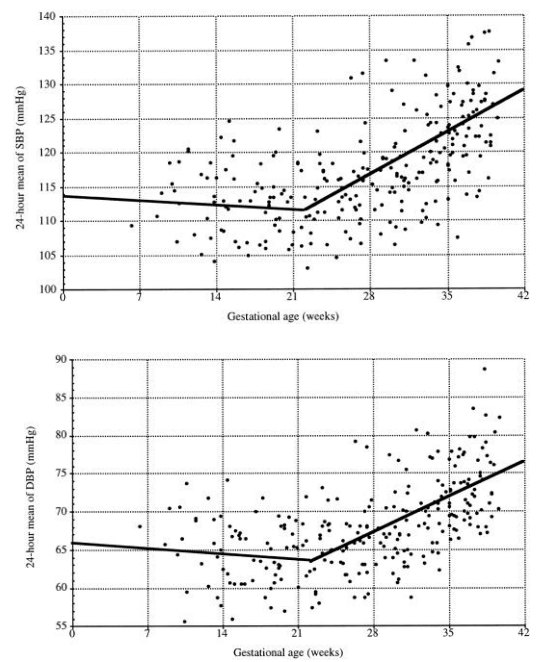 140
135
130
125
120
115
110
105
100
24-hour mean of SBP (mmHg)
0 7 14 21 28 35 42
Gestational age (weeks)
90
85
80
75
70
65
60
55
24-hour mean of DBP (mmHg)
0 7 14 21 28 35 42
Gestational age (weeks)